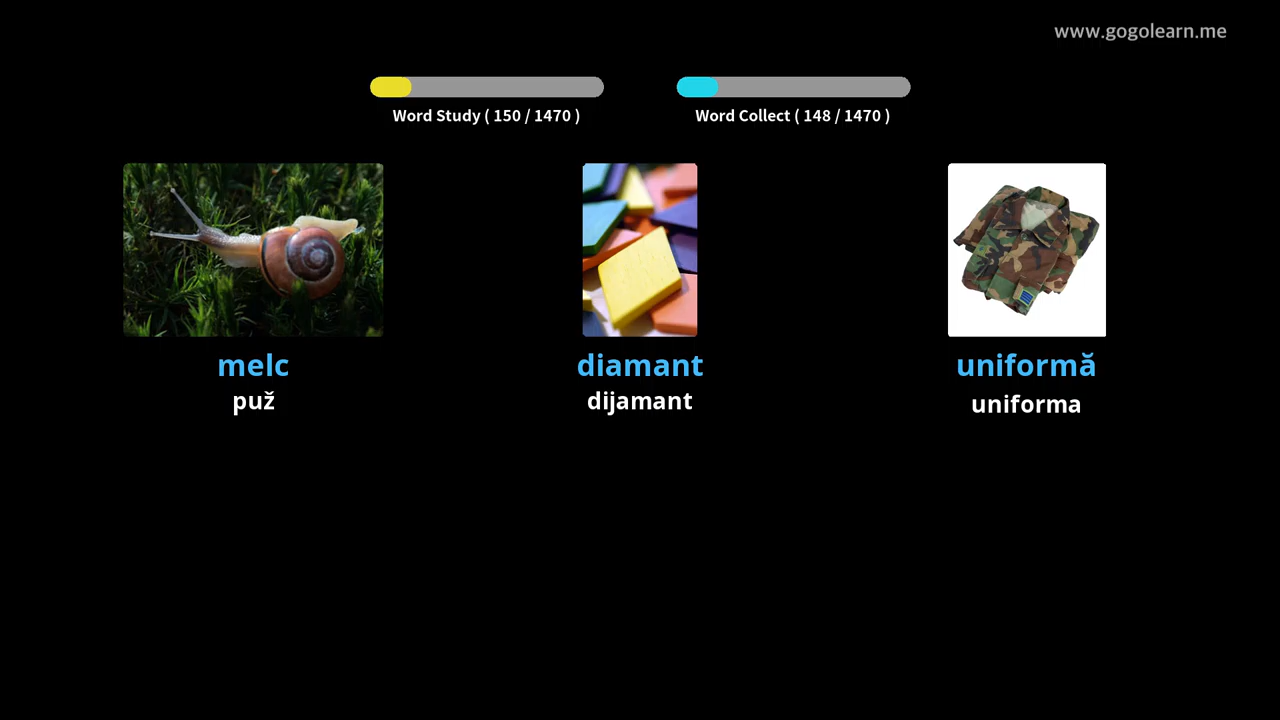 www.gogolearn.me
Word Study ( 150 / 1470 )
Word Collect ( 148 / 1470 )
melc
puž
diamant
dijamant
uniformă
uniforma